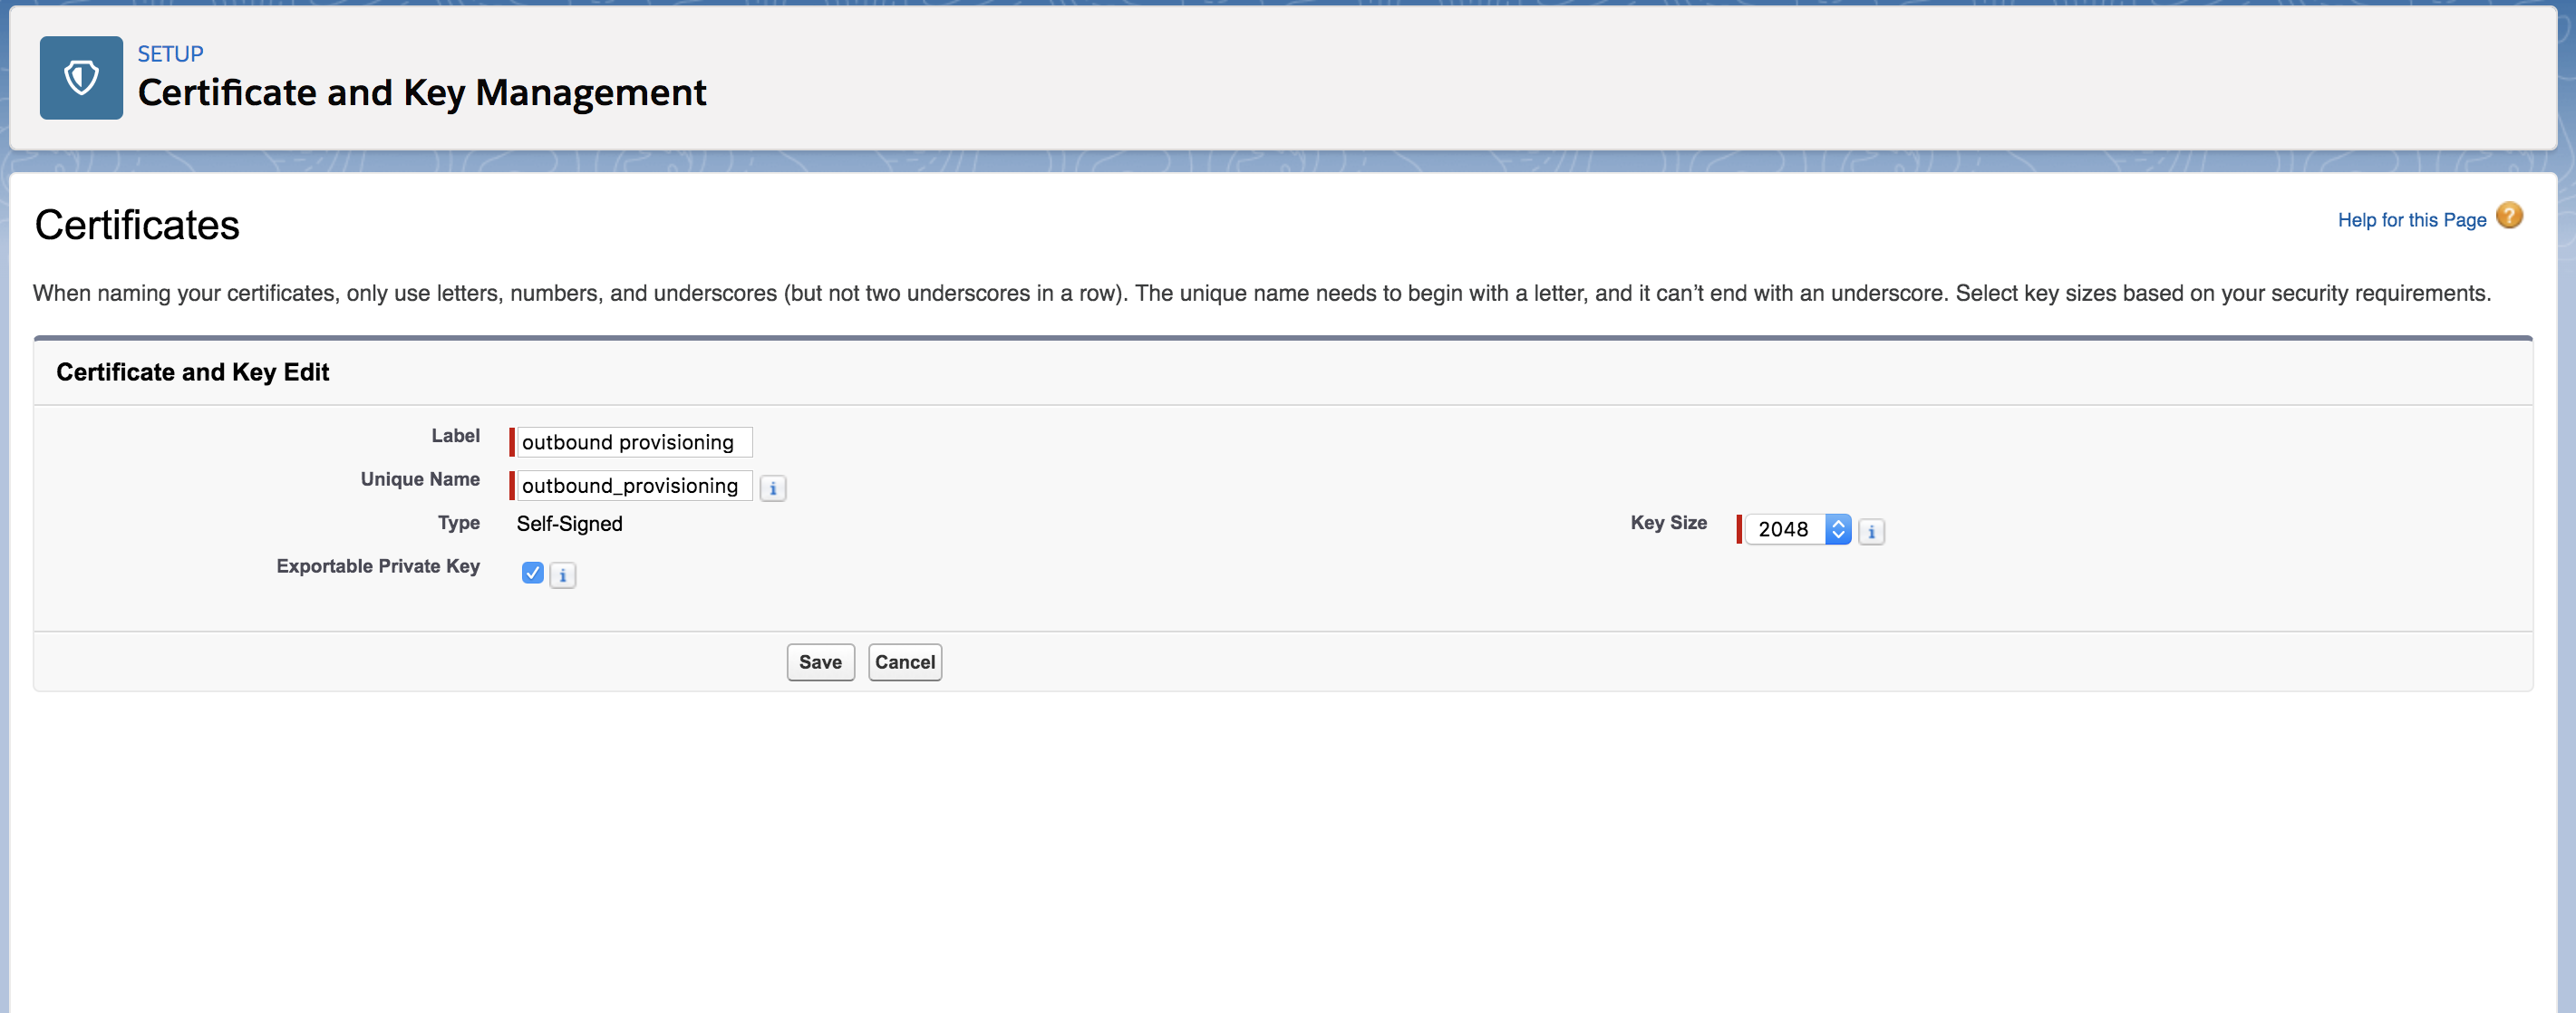 SETUP
Certificate and Key Management
Certificates
Help for this Page ?
When naming your certificates, only use letters, numbers, and underscores (but not two underscores in a row). The unique name needs to begin with a letter, and it can’t end with an underscore. Select key sizes based on your security requirements.
Certificate and Key Edit
Label outbound provisioning
Unique Name outbound_provisioning i
Type Self-Signed Key Size 2048 i
Exportable Private Key i
Save Cancel